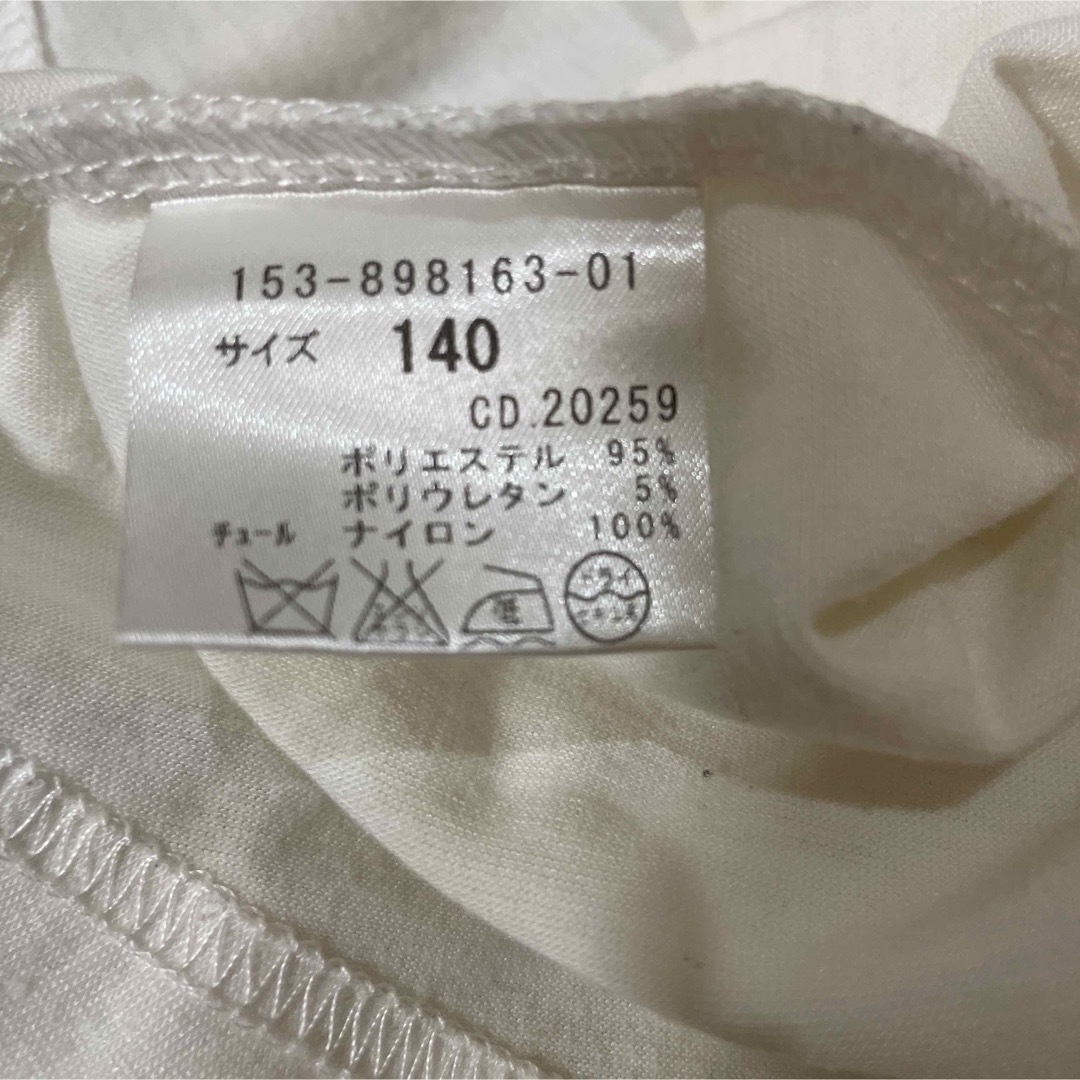 153-898163-01
サイズ 140
CD.20259
ポリエステル 95%
ポリウレタン 5%
チュール ナイロン 100%
低